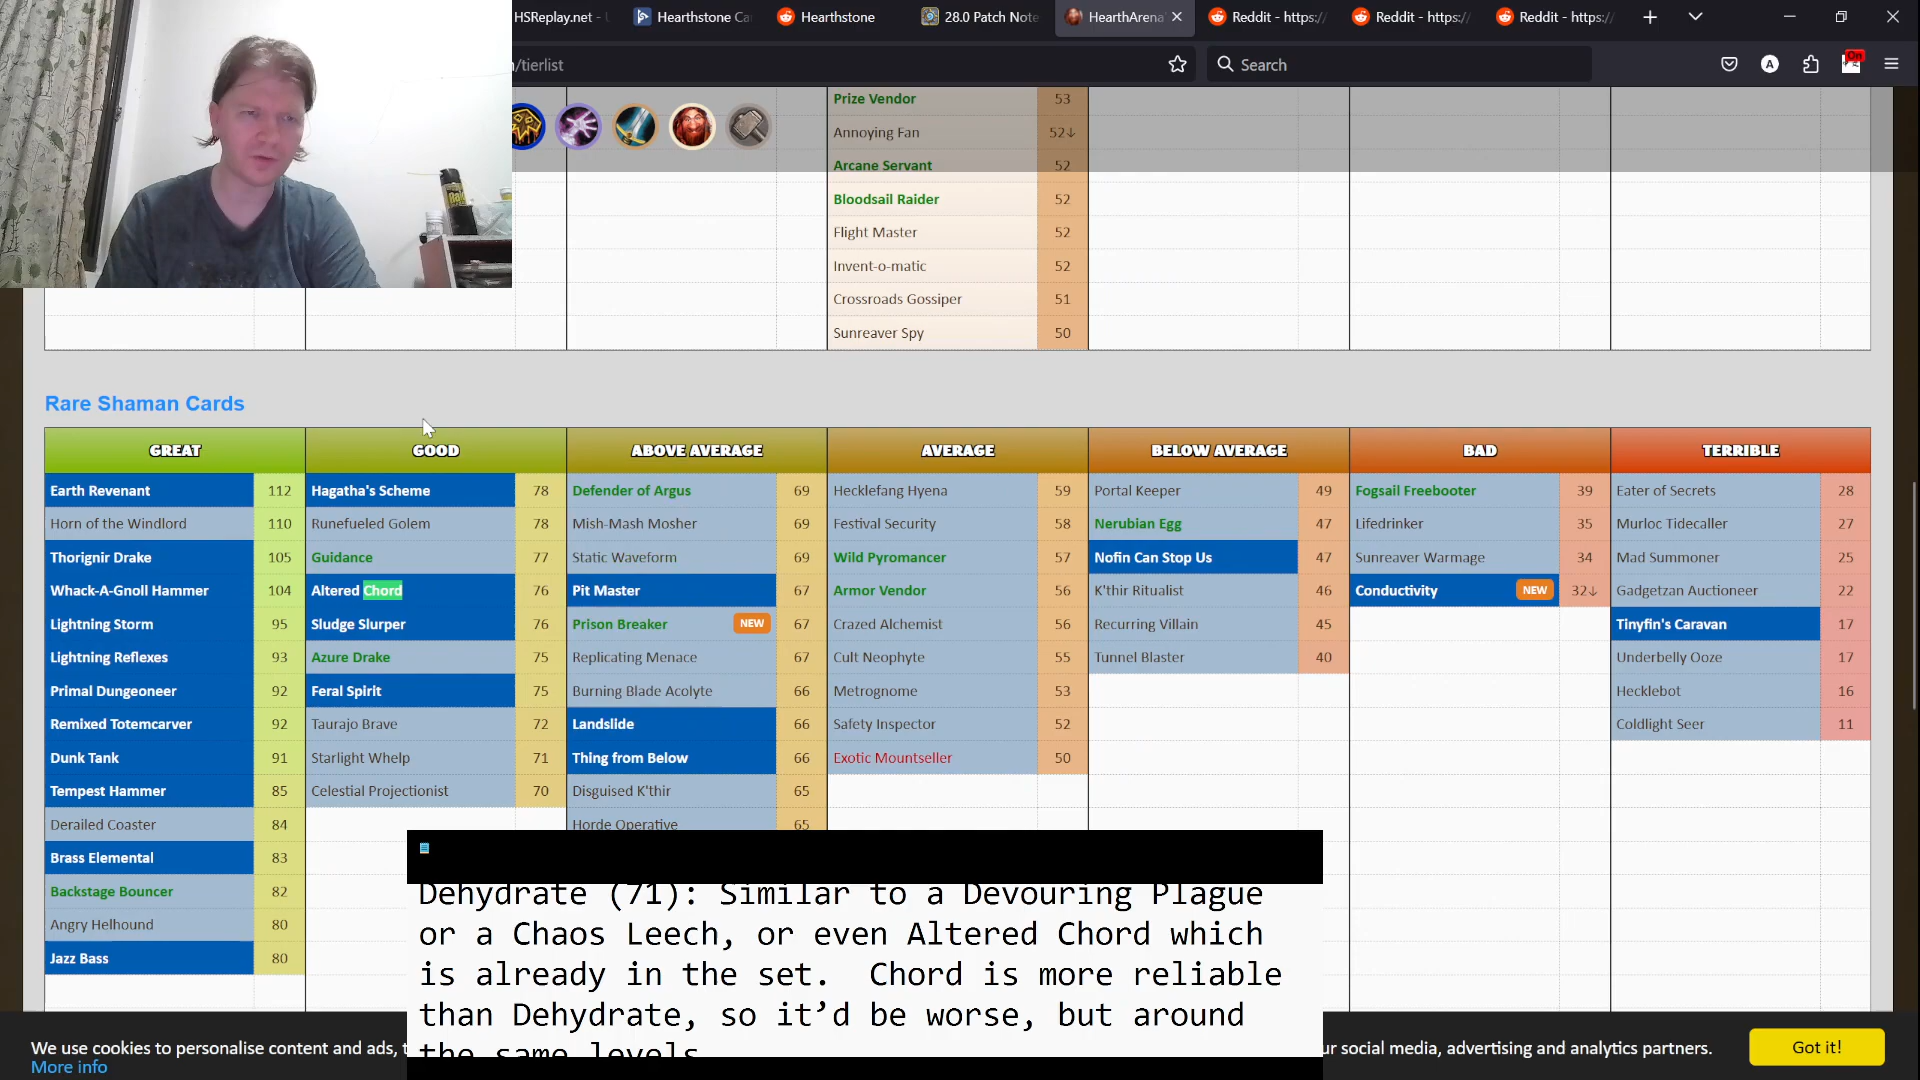 HSReplay.net -
Hearthstone Ca
Hearthstone
28.0 Patch Note
HearthArena
Reddit - https:/
Reddit - https:/
Reddit - https:/
/tierlist
Search
A
On
Prize Vendor 53
Annoying Fan 52↓
Arcane Servant 52
Bloodsail Raider 52
Flight Master 52
Invent-o-matic 52
Crossroads Gossiper 51
Sunreaver Spy 50
Rare Shaman Cards
GREAT
Earth Revenant 112
Horn of the Windlord 110
Thorignir Drake 105
Whack-A-Gnoll Hammer 104
Lightning Storm 95
Lightning Reflexes 93
Primal Dungeoneer 92
Remixed Totemcarver 92
Dunk Tank 91
Tempest Hammer 85
Derailed Coaster 84
Brass Elemental 83
Backstage Bouncer 82
Angry Helhound 80
Jazz Bass 80
GOOD
Hagatha's Scheme 78
Runefueled Golem 78
Guidance 77
Altered Chord 76
Sludge Slurper 76
Azure Drake 75
Feral Spirit 75
Taurajo Brave 72
Starlight Whelp 71
Celestial Projectionist 70
ABOVE AVERAGE
Defender of Argus 69
Mish-Mash Mosher 69
Static Waveform 69
Pit Master 67
Prison Breaker NEW 67
Replicating Menace 67
Burning Blade Acolyte 66
Landslide 66
Thing from Below 66
Disguised K'thir 65
Horde Operative 65
AVERAGE
Hecklefang Hyena 59
Festival Security 58
Wild Pyromancer 57
Armor Vendor 56
Crazed Alchemist 56
Cult Neophyte 55
Metrognome 53
Safety Inspector 52
Exotic Mountseller 50
BELOW AVERAGE
Portal Keeper 49
Nerubian Egg 47
Nofin Can Stop Us 47
K'thir Ritualist 46
Recurring Villain 45
Tunnel Blaster 40
BAD
Fogsail Freebooter 39
Lifedrinker 35
Sunreaver Warmage 34
Conductivity NEW 32↓
TERRIBLE
Eater of Secrets 28
Murloc Tidecaller 27
Mad Summoner 25
Gadgetzan Auctioneer 22
Tinyfin's Caravan 17
Underbelly Ooze 17
Hecklebot 16
Coldlight Seer 11
Dehydrate (71): Similar to a Devouring Plague
or a Chaos Leech, or even Altered Chord which
is already in the set.  Chord is more reliable
than Dehydrate, so it’d be worse, but around
the same levels
We use cookies to personalise content and ads,
ur social media, advertising and analytics partners.
More info
Got it!